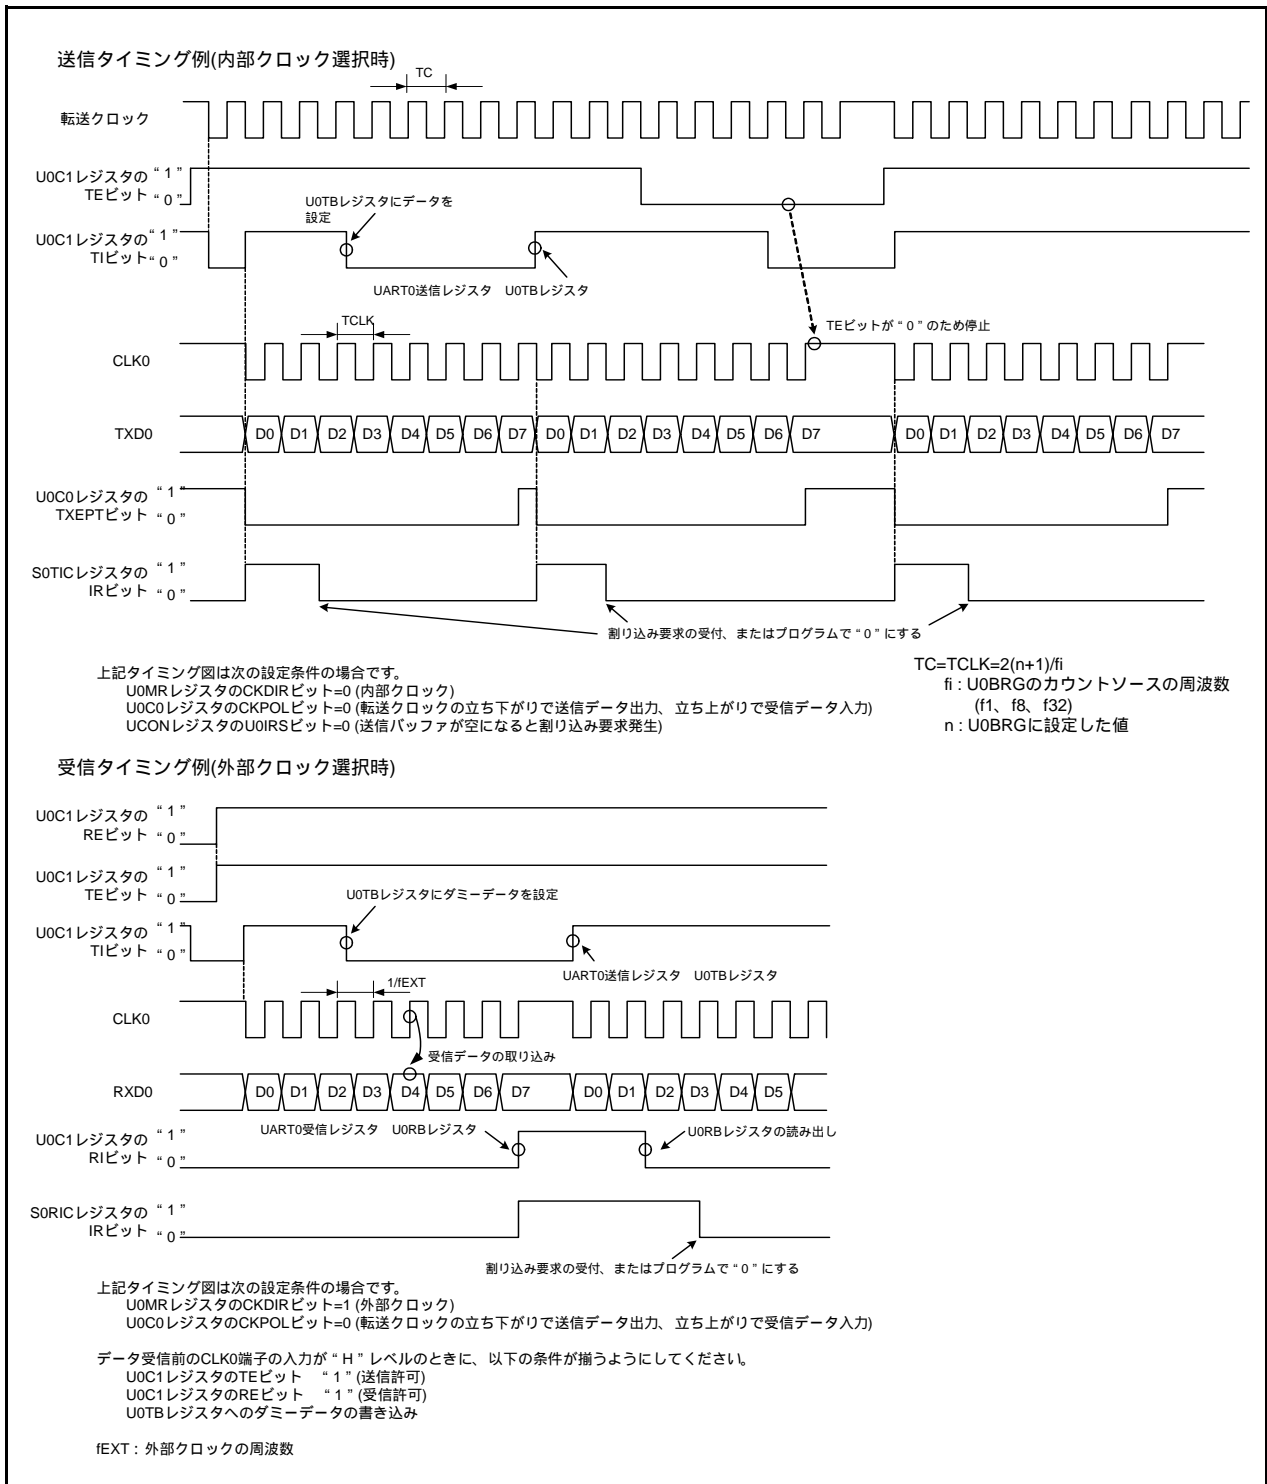 送信タイミング例(内部クロック選択時)
TC
転送クロック
U0C1レジスタの “ 1 ”
TEビット “ 0 ”
U0TBレジスタにデータを
設定
U0C1レジスタの “ 1 ”
TIビット “ 0 ”
UART0送信レジスタ U0TBレジスタ
TCLK
TEビットが “ 0 ” のため停止
CLK0
TXD0 D0 D1 D2 D3 D4 D5 D6 D7 D0 D1 D2 D3 D4 D5 D6 D7 D0 D1 D2 D3 D4 D5 D6 D7
U0C0レジスタの “ 1 ”
TXEPTビット “ 0 ”
S0TICレジスタの “ 1 ”
IRビット “ 0 ”
割り込み要求の受付、またはプログラムで “ 0 ” にする
上記タイミング図は次の設定条件の場合です。
U0MRレジスタのCKDIRビット=0 (内部クロック)
U0C0レジスタのCKPOLビット=0 (転送クロックの立ち下がりで送信データ出力、立ち上がりで受信データ入力)
UCONレジスタのU0IRSビット=0 (送信バッファが空になると割り込み要求発生)
TC=TCLK=2(n+1)/fi
fi : U0BRGのカウントソースの周波数
(f1、f8、f32)
n : U0BRGに設定した値
受信タイミング例(外部クロック選択時)
U0C1レジスタの “ 1 ”
REビット “ 0 ”
U0C1レジスタの “ 1 ”
TEビット “ 0 ”
U0TBレジスタにダミーデータを設定
U0C1レジスタの “ 1 ”
TIビット “ 0 ”
UART0送信レジスタ U0TBレジスタ
1/fEXT
CLK0
受信データの取り込み
RXD0 D0 D1 D2 D3 D4 D5 D6 D7 D0 D1 D2 D3 D4 D5
UART0受信レジスタ U0RBレジスタ
U0RBレジスタの読み出し
U0C1レジスタの “ 1 ”
RIビット “ 0 ”
S0RICレジスタの “ 1 ”
IRビット “ 0 ”
割り込み要求の受付、またはプログラムで “ 0 ” にする
上記タイミング図は次の設定条件の場合です。
U0MRレジスタのCKDIRビット=1 (外部クロック)
U0C0レジスタのCKPOLビット=0 (転送クロックの立ち下がりで送信データ出力、立ち上がりで受信データ入力)
データ受信前のCLK0端子の入力が “ H ” レベルのときに、以下の条件が揃うようにしてください。
U0C1レジスタのTEビット “ 1 ” (送信許可)
U0C1レジスタのREビット “ 1 ” (受信許可)
U0TBレジスタへのダミーデータの書き込み
fEXT : 外部クロックの周波数